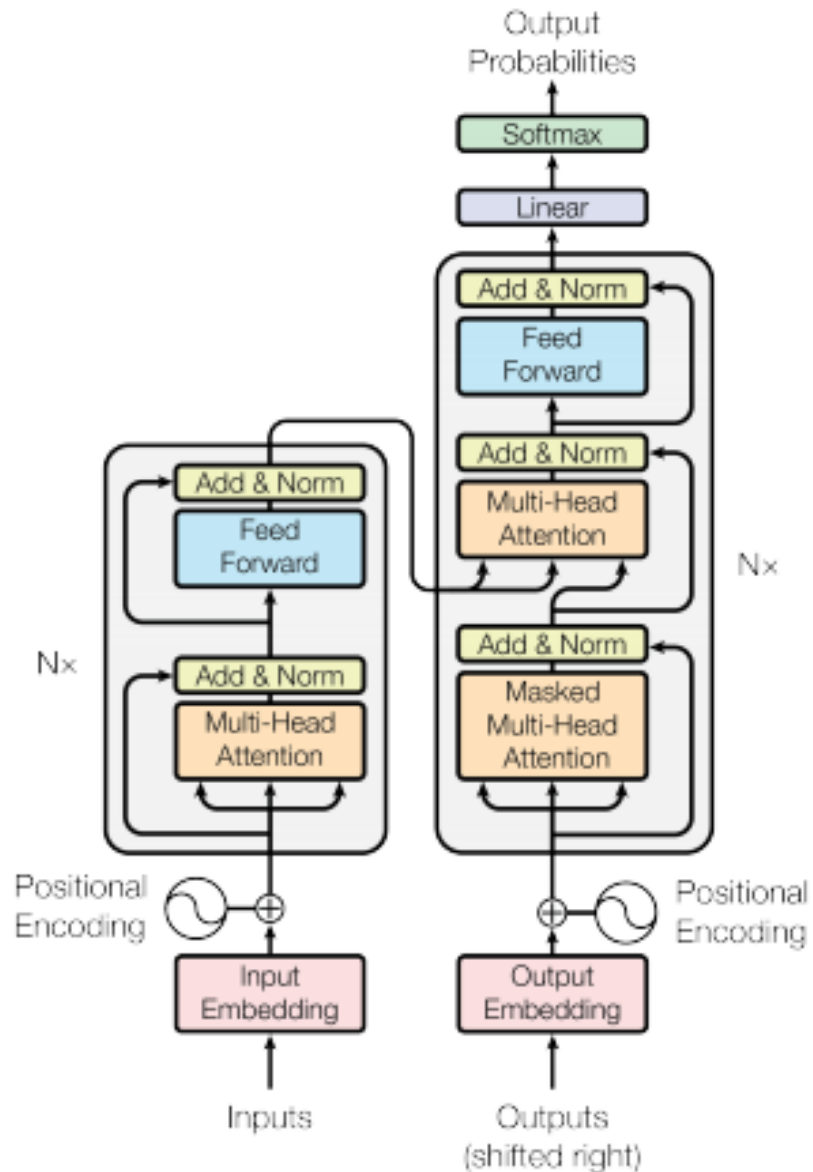 Output
Probabilities
Softmax
Linear
Add & Norm
Feed
Forward
Add & Norm
Multi-Head
Attention
Nx
Add & Norm
Masked
Multi-Head
Attention
Add & Norm
Feed
Forward
Nx
Add & Norm
Multi-Head
Attention
Positional
Encoding
Positional
Encoding
Input
Embedding
Output
Embedding
Inputs
Outputs
(shifted right)